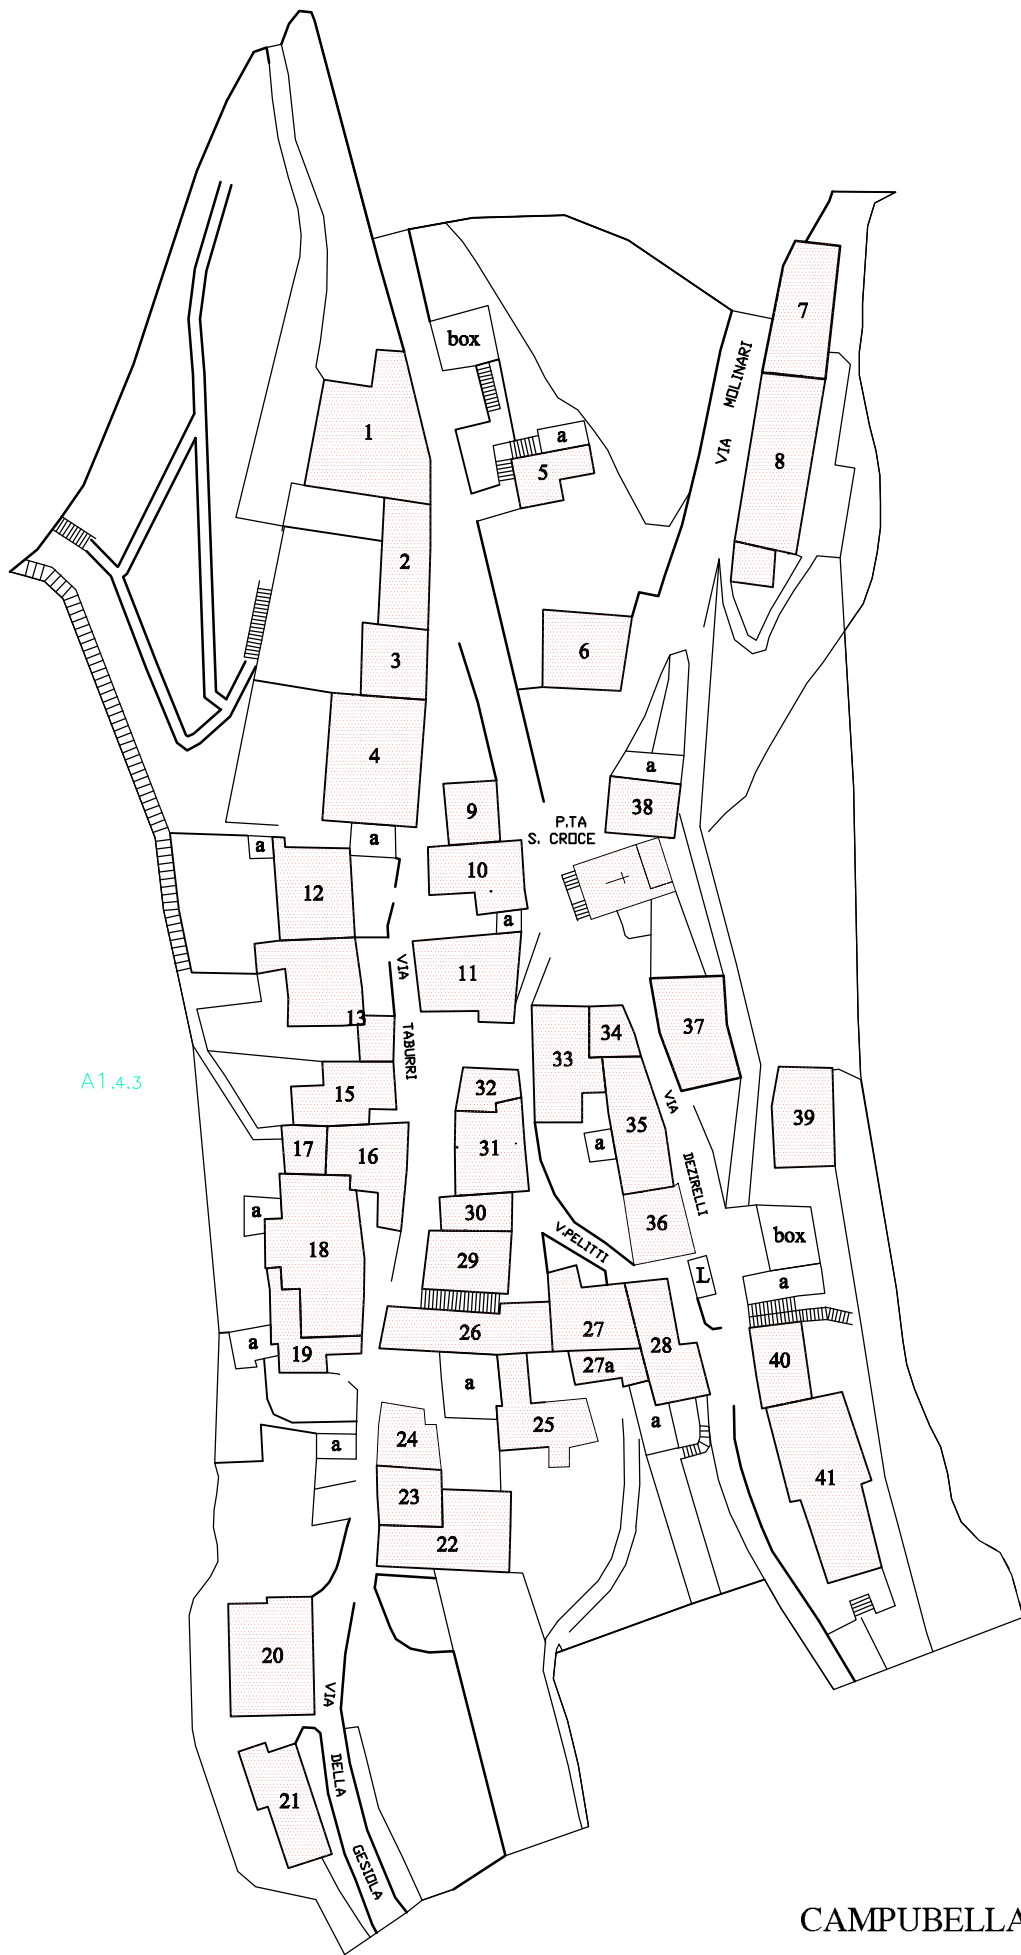 7
box
VIA MOLINARI
1
a
5
8
2
3
6
4
a
38
9
P.TA
S. CROCE
a
a
12
10
a
VIA TABURRI
11
13
37
34
33
A1.4.3
32
15
35
VIA DEZIRELLI
39
17
16
31
a
a
30
36
18
V.PELITTI
box
29
L
a
26
27
28
a
19
27a
40
a
a
25
24
a
41
23
22
20
VIA DELLA GESIOLA
21
CAMPUBELLA